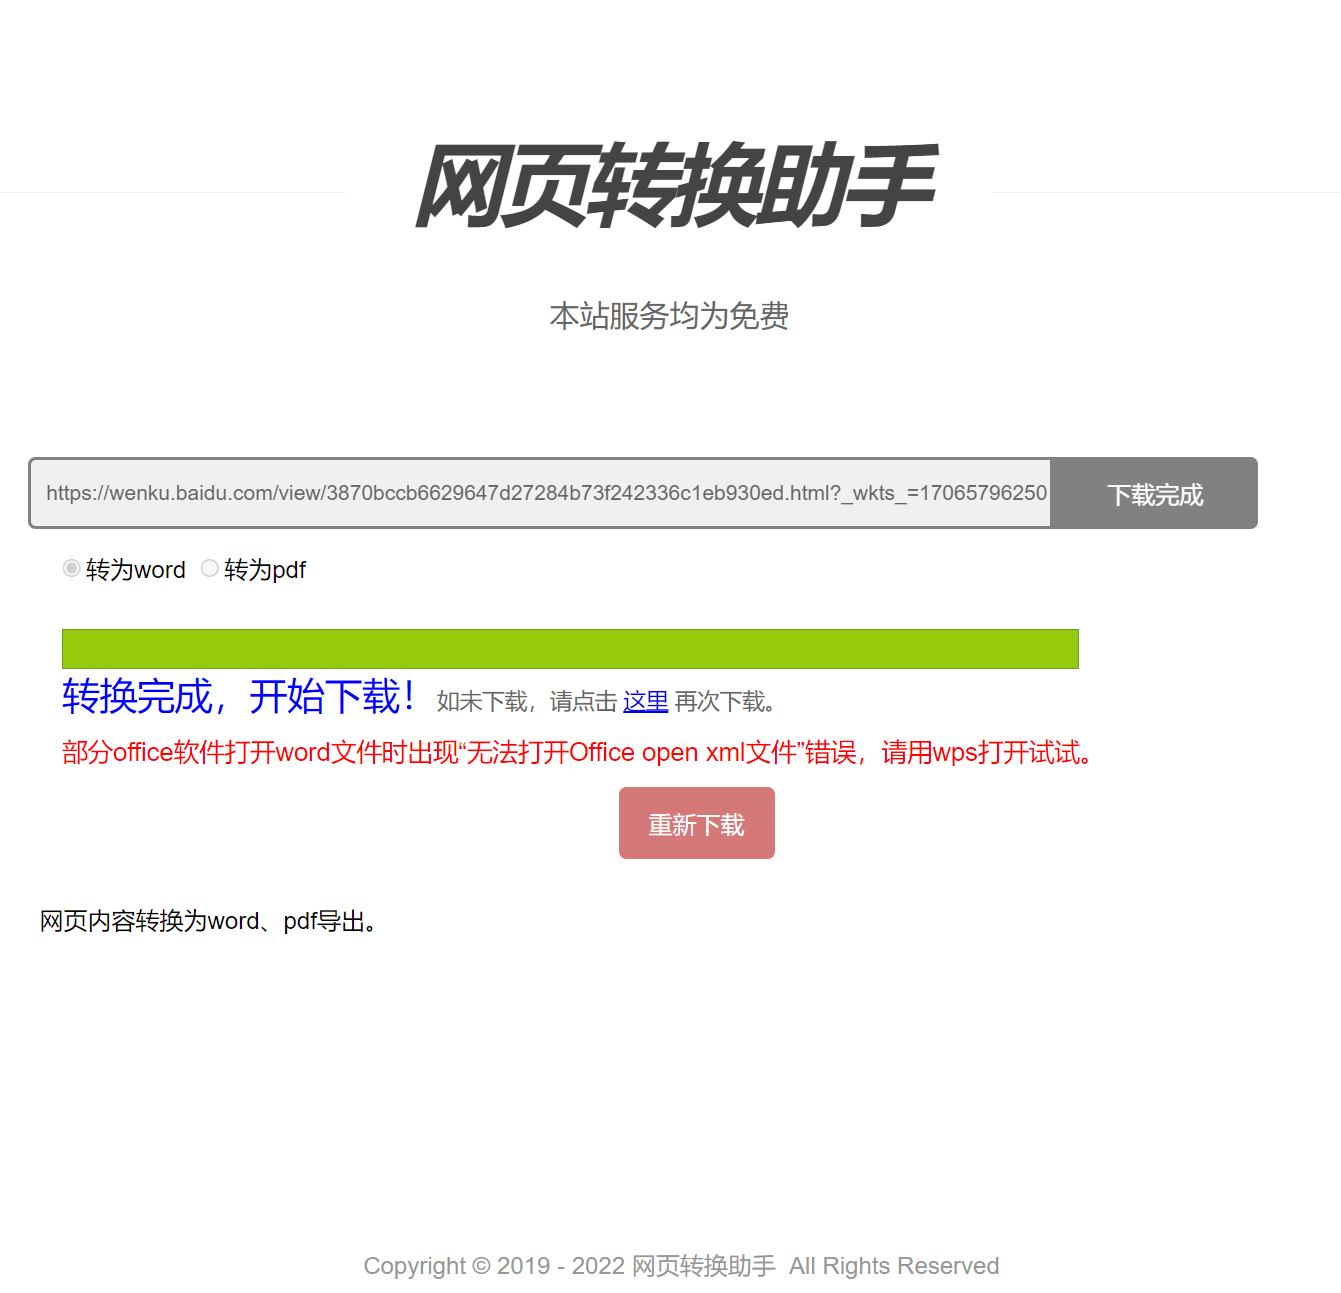 网页转换助手
本站服务均为免费
https://wenku.baidu.com/view/3870bccb6629647d27284b73f242336c1eb930ed.html?_wkts_=17065796250 下载完成
转为word 转为pdf
转换完成，开始下载！ 如未下载，请点击 这里 再次下载。
部分office软件打开word文件时出现“无法打开Office open xml文件”错误，请用wps打开试试。
重新下载
网页内容转换为word、pdf导出。
Copyright © 2019 - 2022 网页转换助手 All Rights Reserved